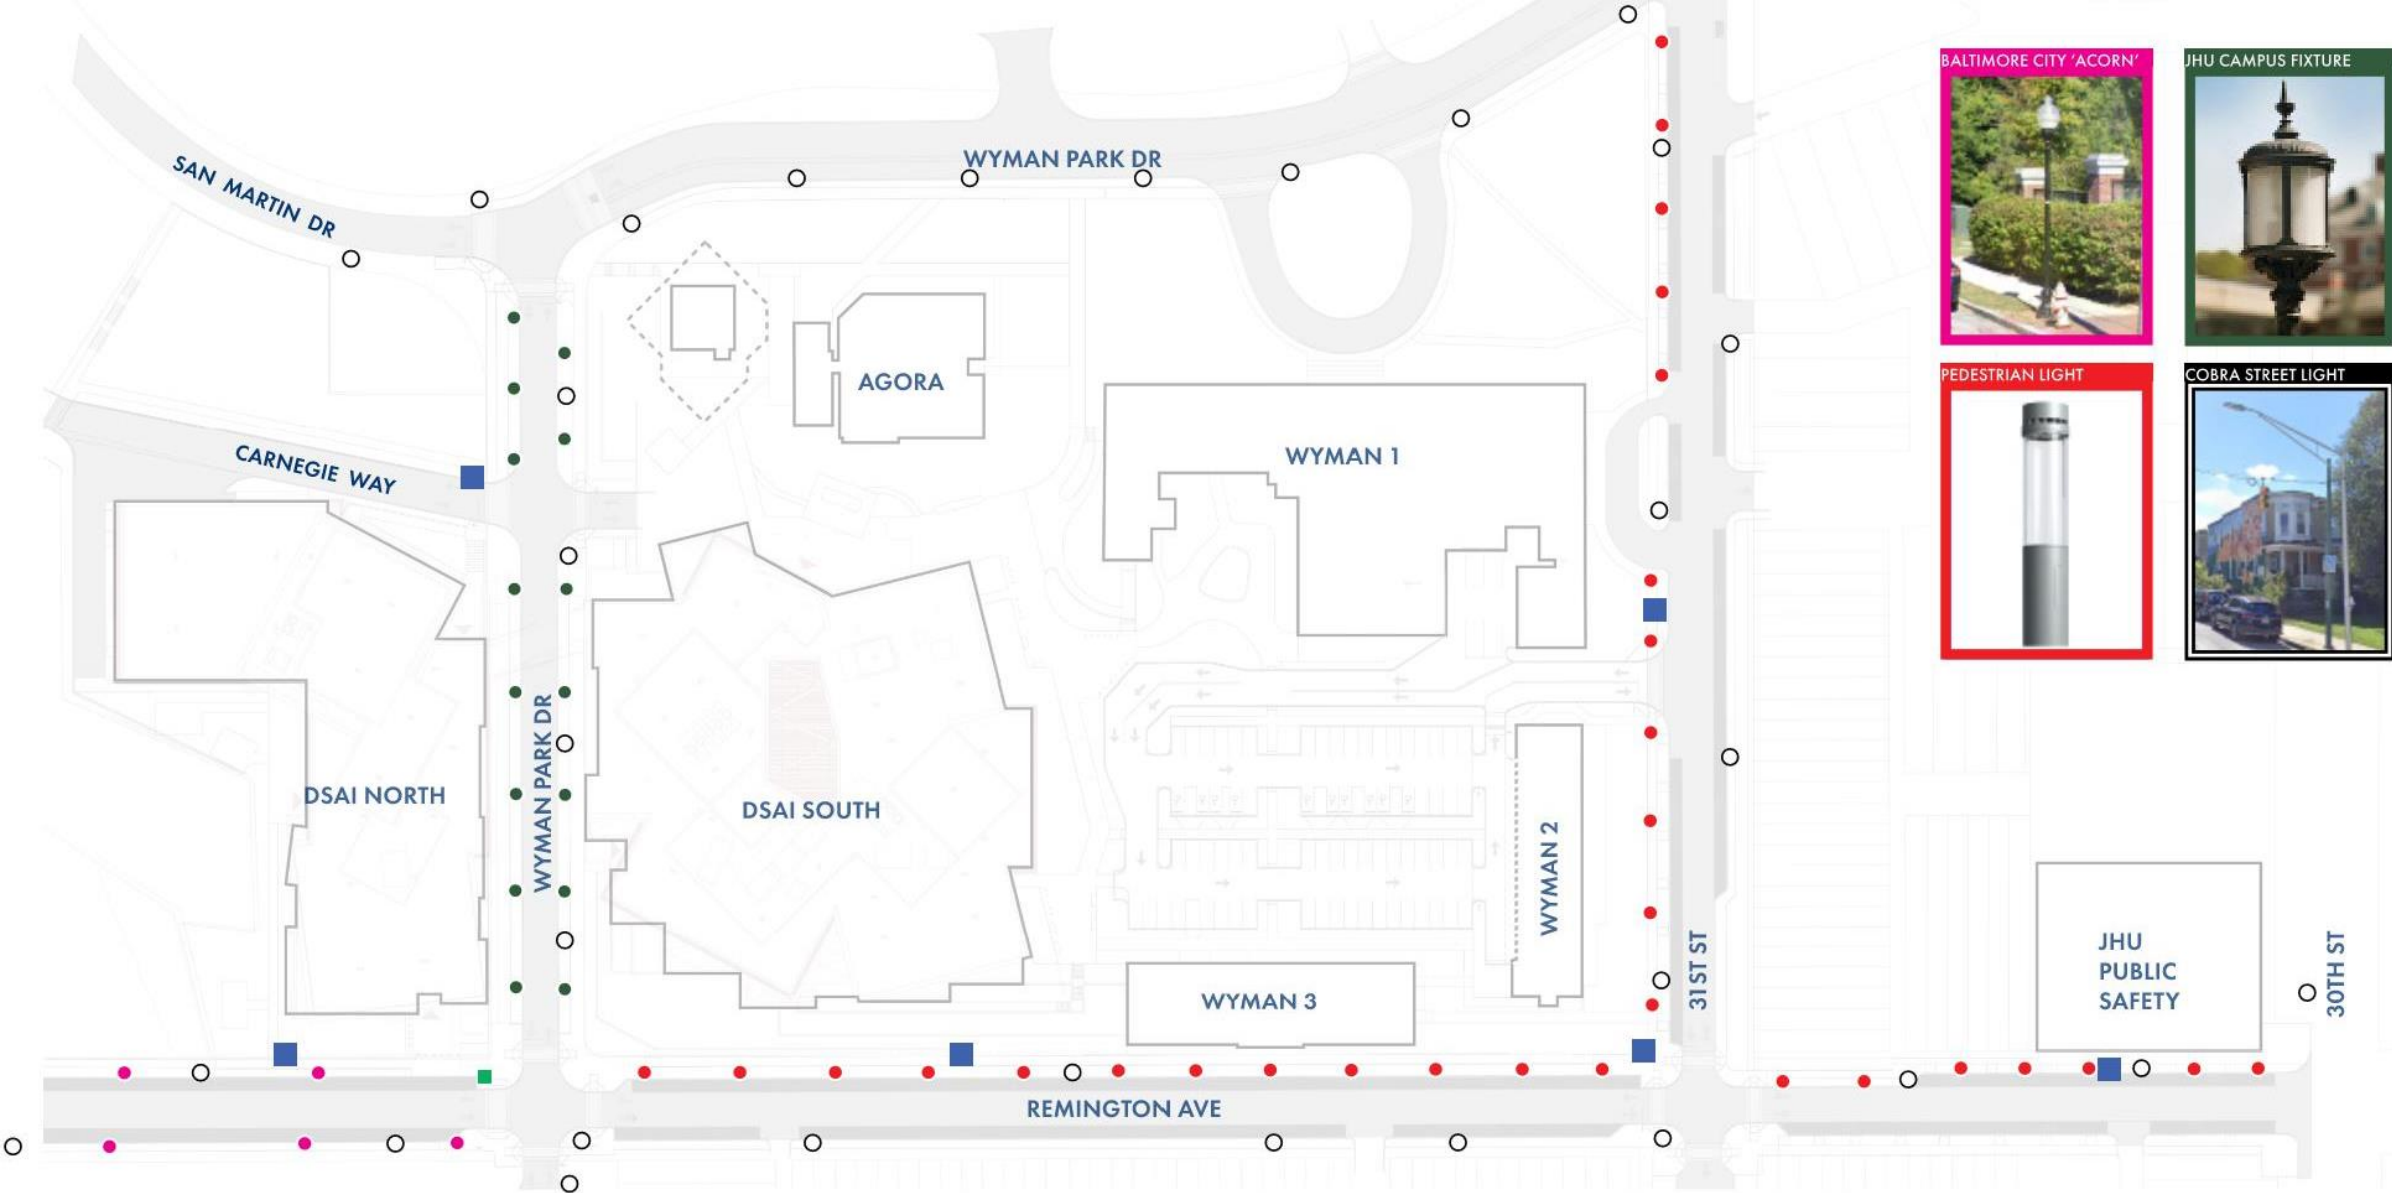 BALTIMORE CITY 'ACORN'
JHU CAMPUS FIXTURE
WYMAN PARK DR
SAN MARTIN DR
PEDESTRIAN LIGHT
COBRA STREET LIGHT
AGORA
WYMAN 1
CARNEGIE WAY
DSAI NORTH
WYMAN PARK DR
DSAI SOUTH
WYMAN 2
WYMAN 3
31ST ST
JHU
PUBLIC
SAFETY
30TH ST
REMINGTON AVE